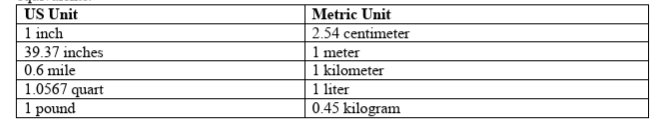 US Unit Metric Unit
1 inch 2.54 centimeter
39.37 inches 1 meter
0.6 mile 1 kilometer
1.0567 quart 1 liter
1 pound 0.45 kilogram